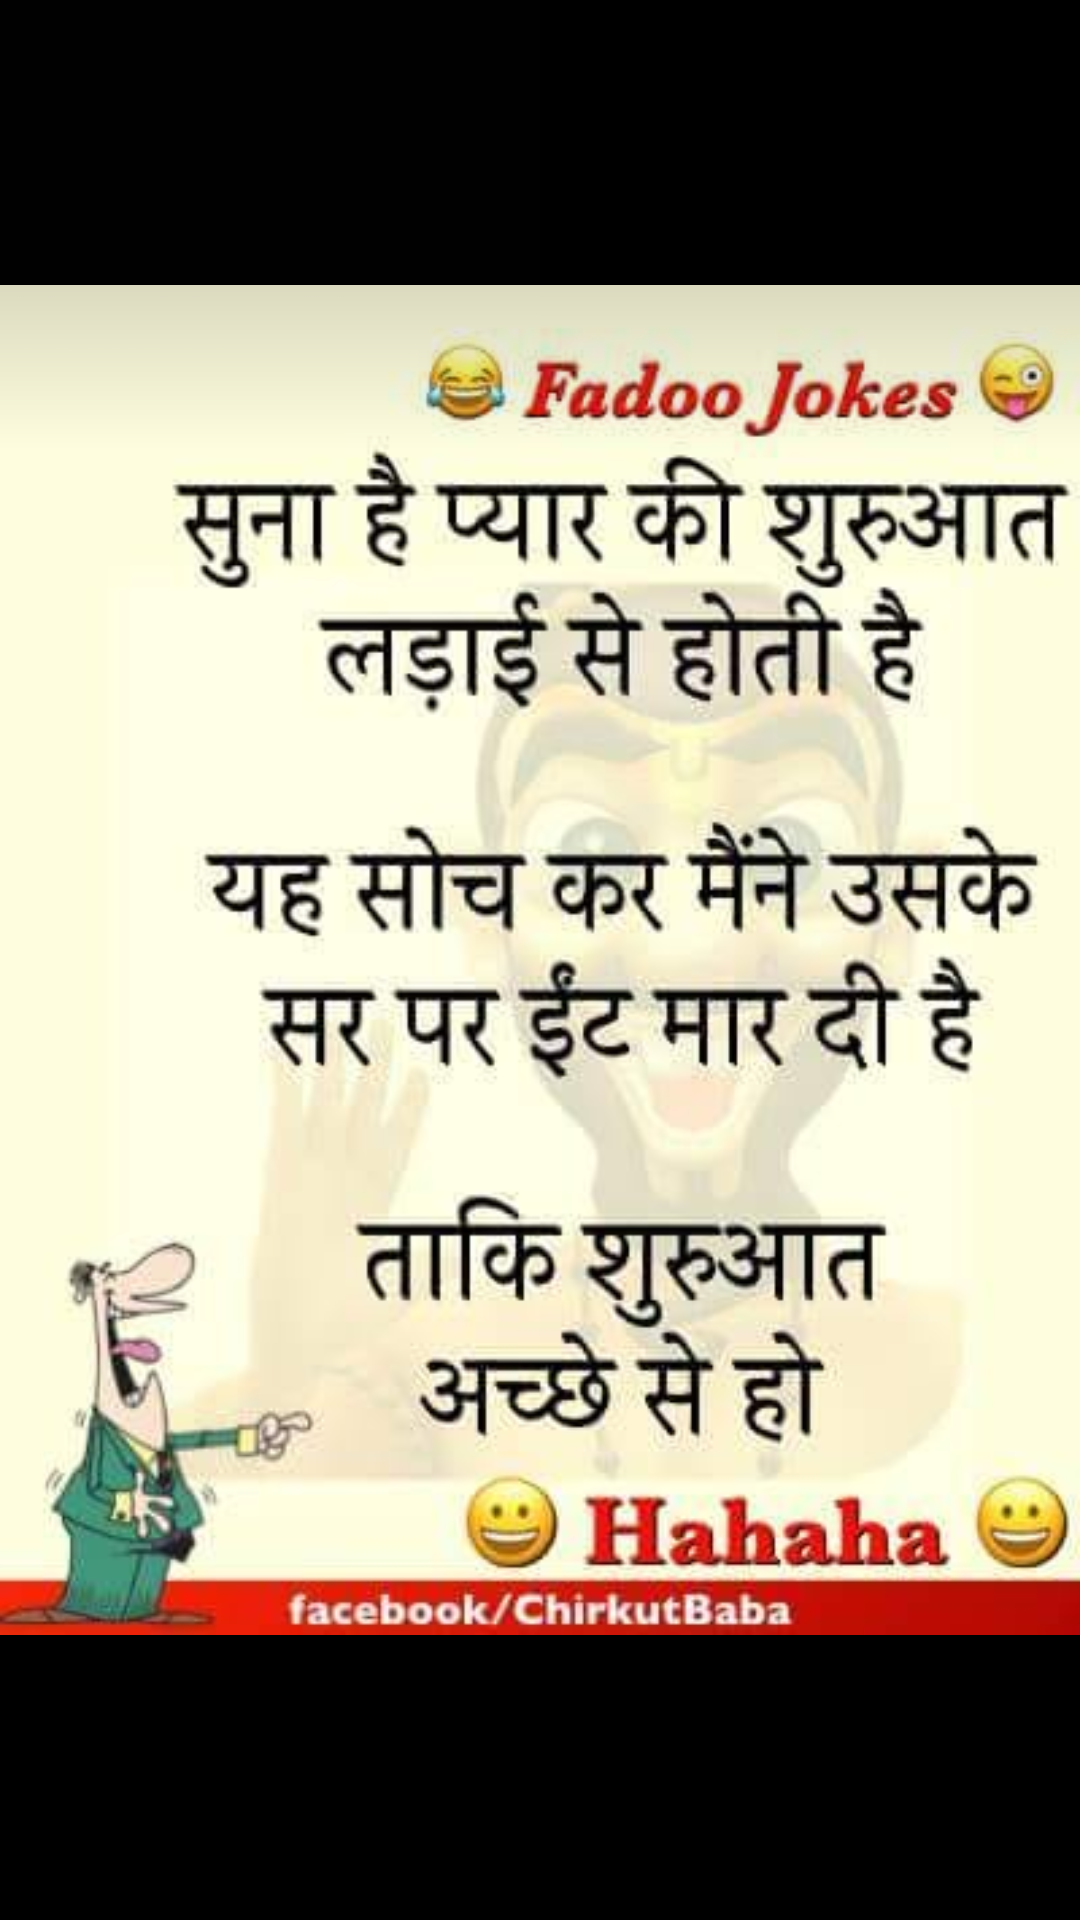 😂 Fadoo Jokes 😜
सुना है प्यार की शुरुआत
लड़ाई से होती है
यह सोच कर मैंने उसके
सर पर ईंट मार दी है
ताकि शुरुआत
अच्छे से हो
😀 Hahaha 😀
facebook/ChirkutBaba